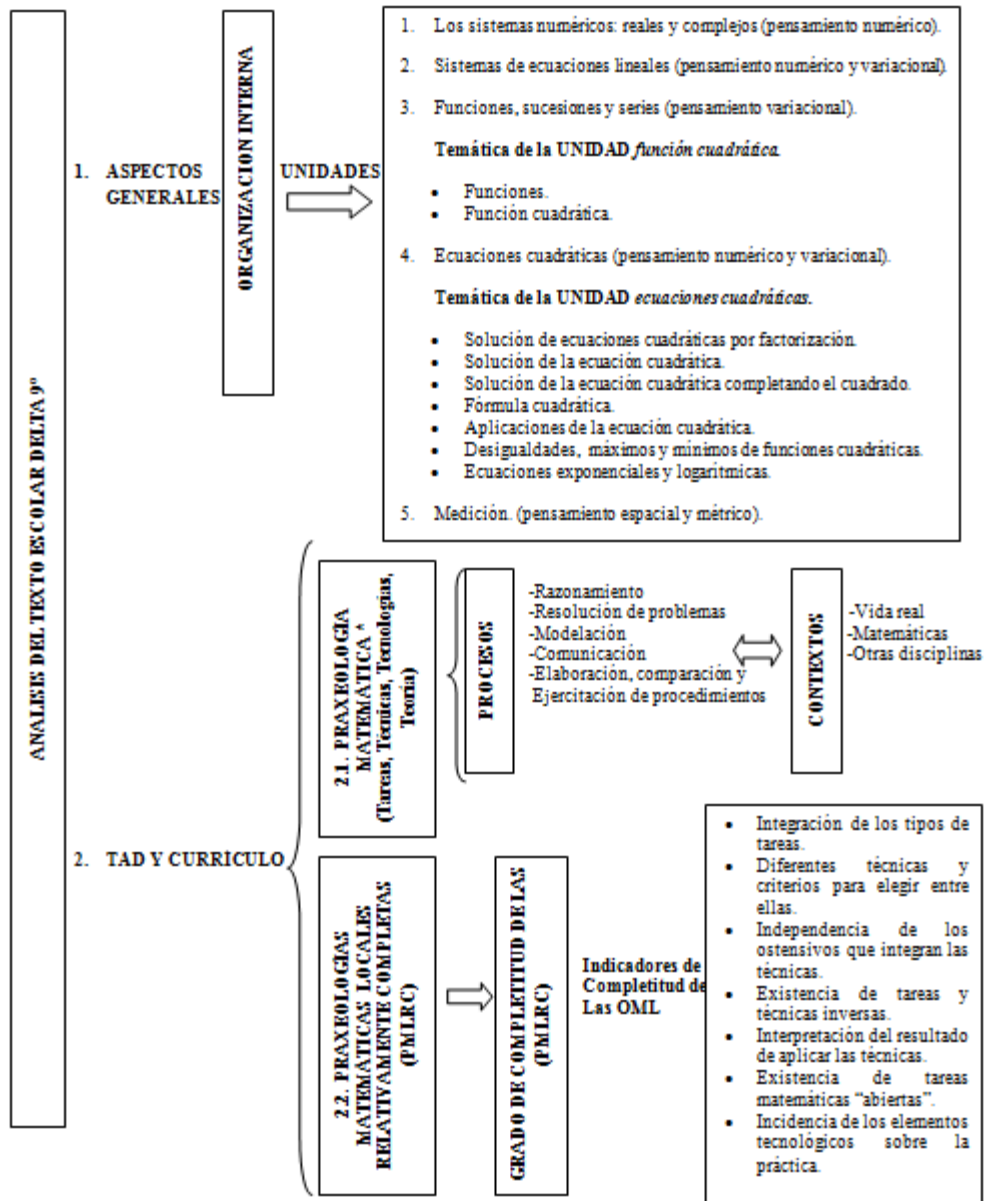 ANALISIS DEL TEXTO ESCOLAR DELTA 9º
1. ASPECTOS
GENERALES
ORGANIZACION INTERNA
UNIDADES
1. Los sistemas numéricos: reales y complejos (pensamiento numérico).
2. Sistemas de ecuaciones lineales (pensamiento numérico y variacional).
3. Funciones, sucesiones y series (pensamiento variacional).
Temática de la UNIDAD función cuadrática.
• Funciones.
• Función cuadrática.
4. Ecuaciones cuadráticas (pensamiento numérico y variacional).
Temática de la UNIDAD ecuaciones cuadráticas.
• Solución de ecuaciones cuadráticas por factorización.
• Solución de la ecuación cuadrática.
• Solución de la ecuación cuadrática completando el cuadrado.
• Fórmula cuadrática.
• Aplicaciones de la ecuación cuadrática.
• Desigualdades, máximos y mínimos de funciones cuadráticas.
• Ecuaciones exponenciales y logarítmicas.
5. Medición. (pensamiento espacial y métrico).
2. TAD Y CURRÍCULO
2.1. PRAXEOLOGÍA
MATEMÁTICA *
(Tareas, Técnicas, Temologías,
Teoría)
PROCESOS
-Razonamiento
-Resolución de problemas
-Modelación
-Comunicación
-Elaboración, comparación y
Ejercitación de procedimientos
CONTEXTOS
-Vida real
-Matemáticas
-Otras disciplinas
2.2. PRAXEOLOGÍAS
MATEMÁTICAS LOCALES
RELATIVAMENTE COMPLETAS
(PMLRC)
GRADO DE COMPLETITUD DE LAS
(PMLRC)
Indicadores de
Completitud de
Las OML
• Integración de los tipos de
tareas.
• Diferentes técnicas y
criterios para elegir entre
ellas.
• Independencia de los
ostensivos que integran las
técnicas.
• Existencia de tareas y
técnicas inversas.
• Interpretación del resultado
de aplicar las técnicas.
• Existencia de tareas
matemáticas “abiertas”.
• Incidencia de los elementos
tecnológicos sobre la
práctica.